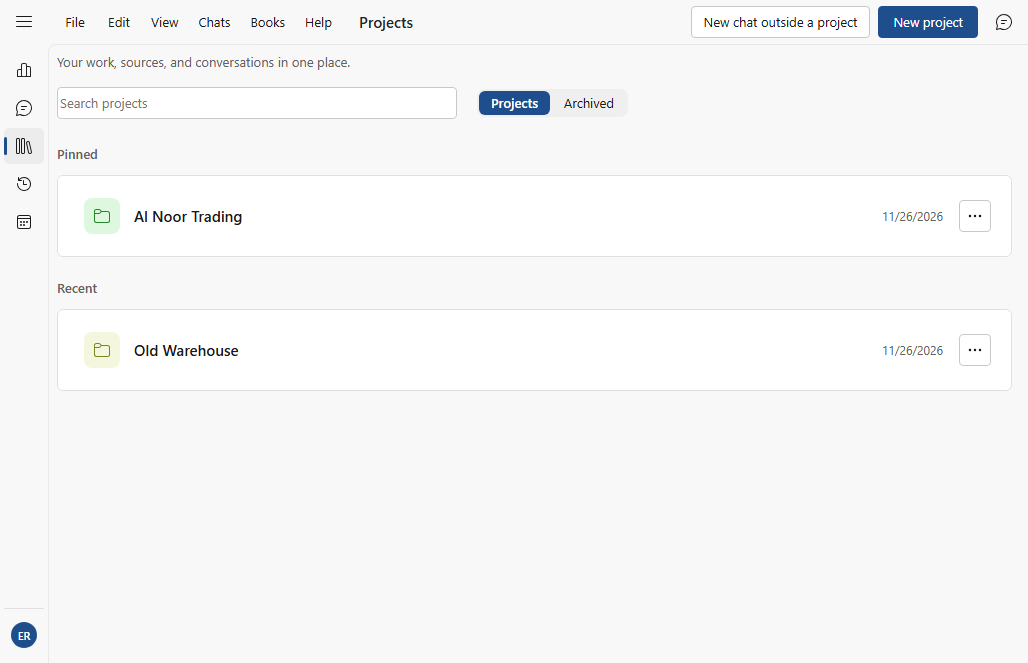 File Edit View Chats Books Help Projects New chat outside a project New project
Your work, sources, and conversations in one place.
Search projects Projects Archived
Pinned
Al Noor Trading 11/26/2026
Recent
Old Warehouse 11/26/2026
ER